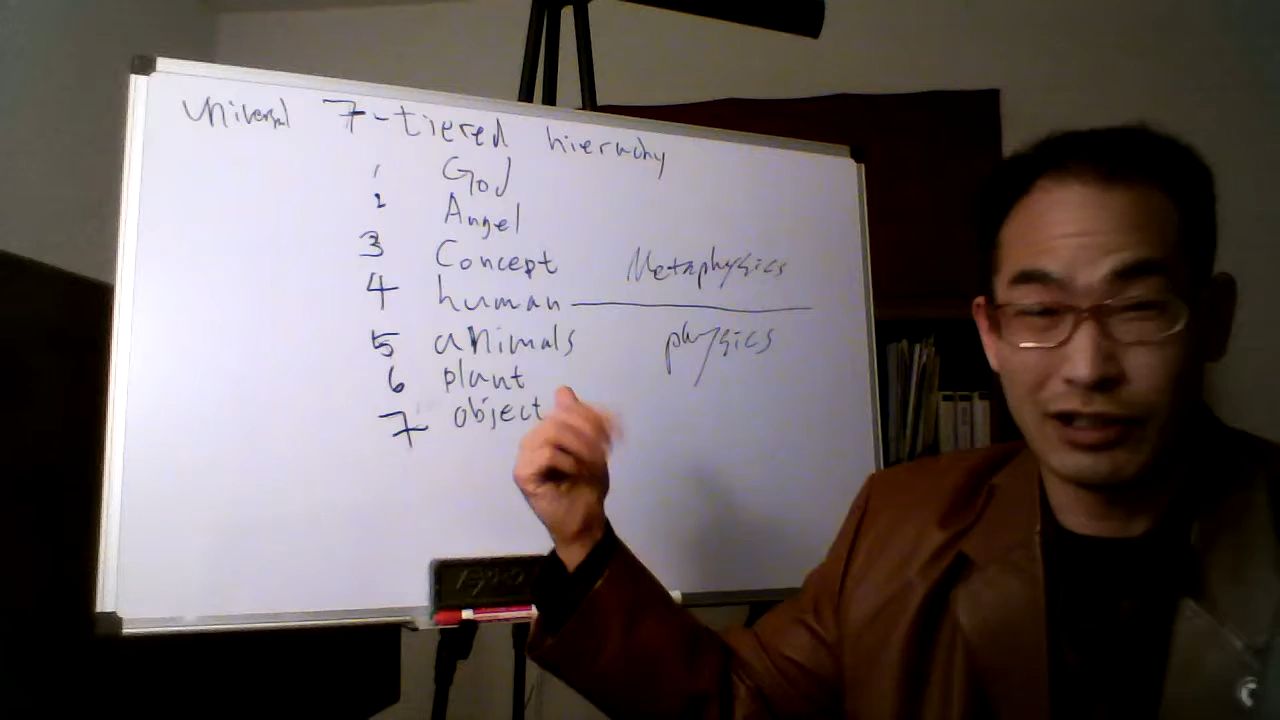 Universal 7-tiered hierachy
1 God
2 Angel
3 Concept
Metaphysics
4 human
5 animals
physics
6 plant
7 object